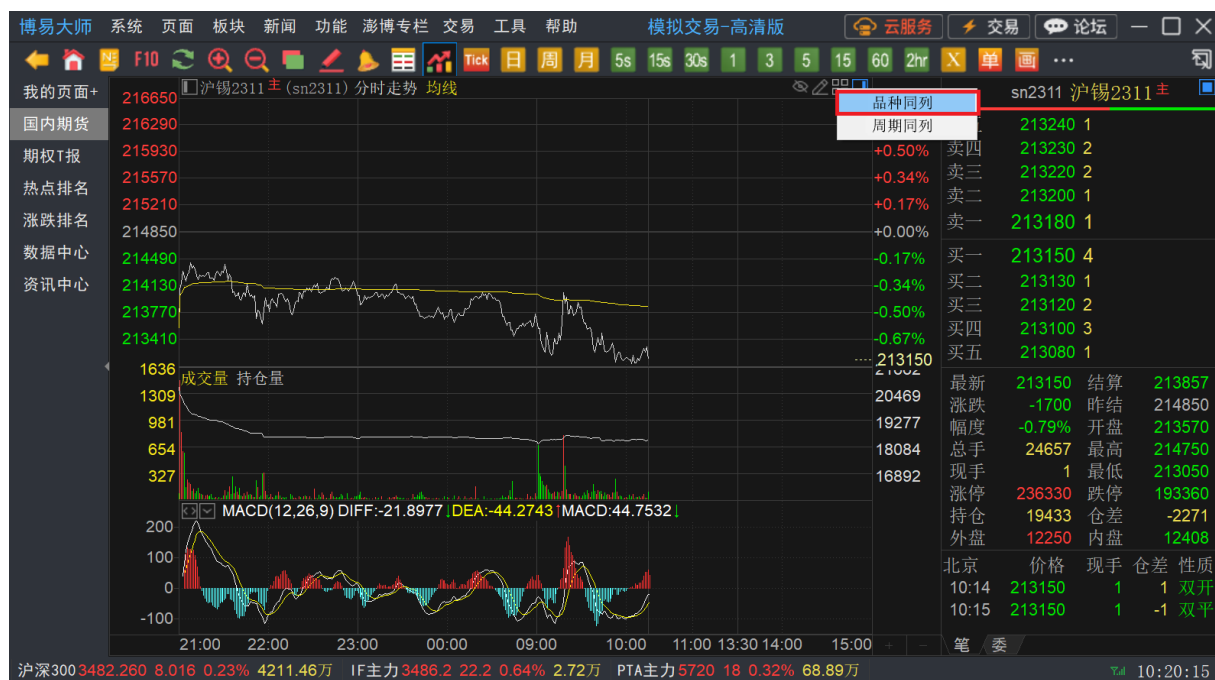 博易大师 系统 页面 板块 新闻 功能 澎博专栏 交易 工具 帮助 模拟交易-高清版 云服务 交易 论坛
F10 Tick 日 周 月 5s 15s 30s 1 3 5 15 60 2hr X 单 画 ···
我的页面+
国内期货
期权T报
热点排名
涨跌排名
数据中心
资讯中心
沪锡2311主(sn2311) 分时走势 均线
品种同列
周期同列
216650
216290
215930 +0.50%
215570 +0.34%
215210 +0.17%
214850 +0.00%
214490 -0.17%
214130 -0.34%
213770 -0.50%
213410 -0.67%
213150
成交量 持仓量
1636
1309 20469
981 19277
654 18084
327 16892
MACD(12,26,9) DIFF:-21.8977↓DEA:-44.2743↑MACD:44.7532↓
200
100
0
-100
21:00 22:00 23:00 00:00 09:00 10:00 11:00 13:30 14:00 15:00 + -
sn2311 沪锡2311主
213240 1
卖四 213230 2
卖三 213220 2
卖二 213200 1
卖一 213180 1
买一 213150 4
买二 213130 1
买三 213120 2
买四 213100 3
买五 213080 1
最新 213150 结算 213857
涨跌 -1700 昨结 214850
幅度 -0.79% 开盘 213570
总手 24657 最高 214750
现手 1 最低 213050
涨停 236330 跌停 193360
持仓 19433 仓差 -2271
外盘 12250 内盘 12408
北京 价格 现手 仓差 性质
10:14 213150 1 1 双开
10:15 213150 1 -1 双平
笔 委
沪深300 3482.260 8.016 0.23% 4211.46万 IF主力 3486.2 22.2 0.64% 2.72万 PTA主力 5720 18 0.32% 68.89万 10:20:15